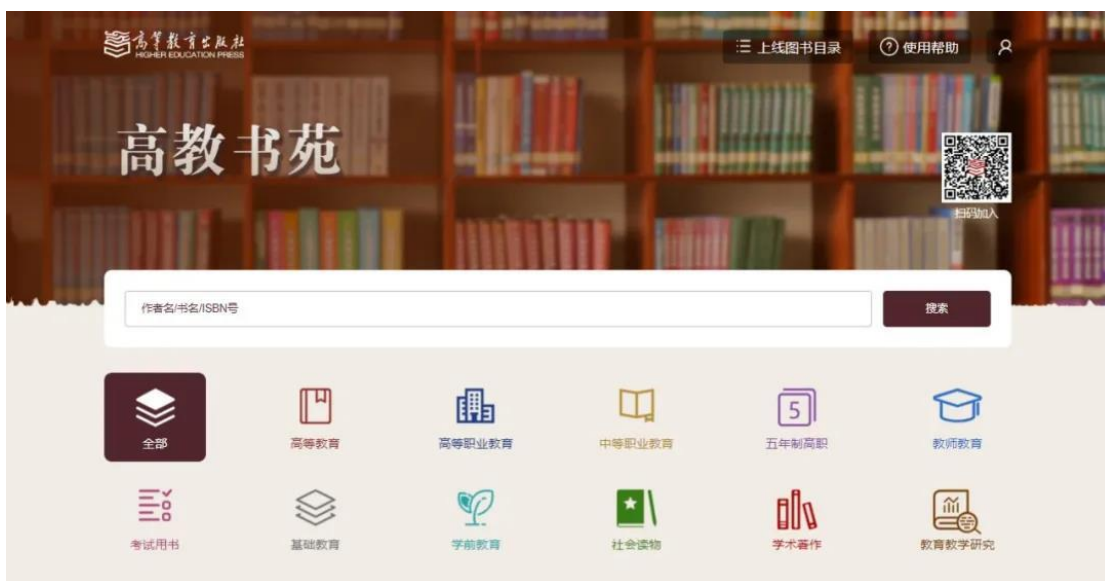 高等教育出版社
HIGHER EDUCATION PRESS
上线图书目录
使用帮助
高教书苑
扫码加入
作者名/书名/ISBN号
搜索
全部
高等教育
高等职业教育
中等职业教育
5
五年制高职
教师教育
考试用书
基础教育
学前教育
社会读物
学术著作
教育教学研究